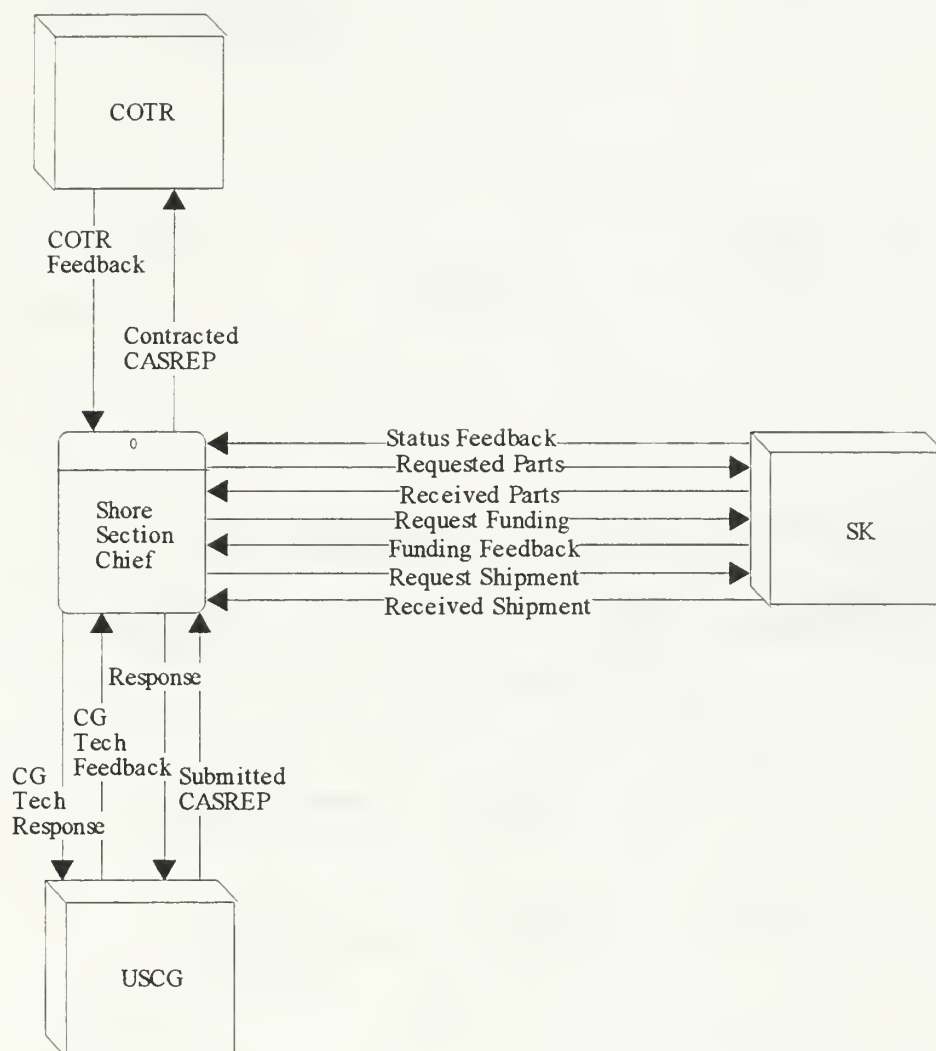 COTR
COTR
Feedback
Contracted
CASREP
0
Shore
Section
Chief
Status Feedback
Requested Parts
Received Parts
Request Funding
Funding Feedback
Request Shipment
Received Shipment
SK
Response
CG
Tech
Feedback
Submitted
CASREP
CG
Tech
Response
USCG